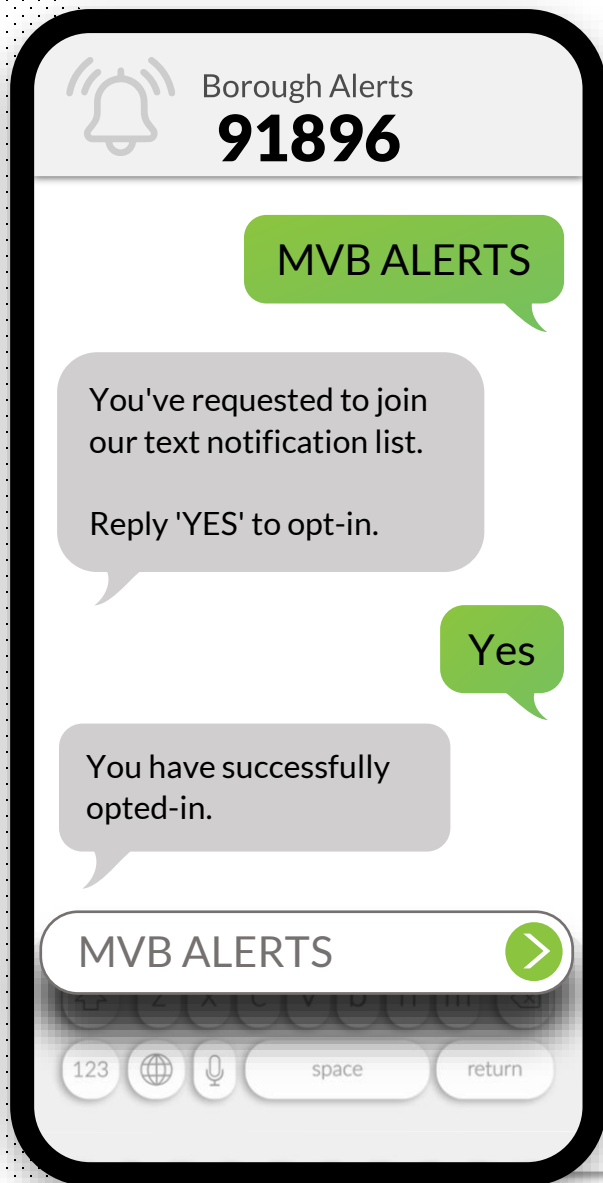 Borough Alerts
91896
MVB ALERTS
You've requested to join
our text notification list.
Reply 'YES' to opt-in.
Yes
You have successfully
opted-in.
MVB ALERTS
z x c v b n m
123 space return